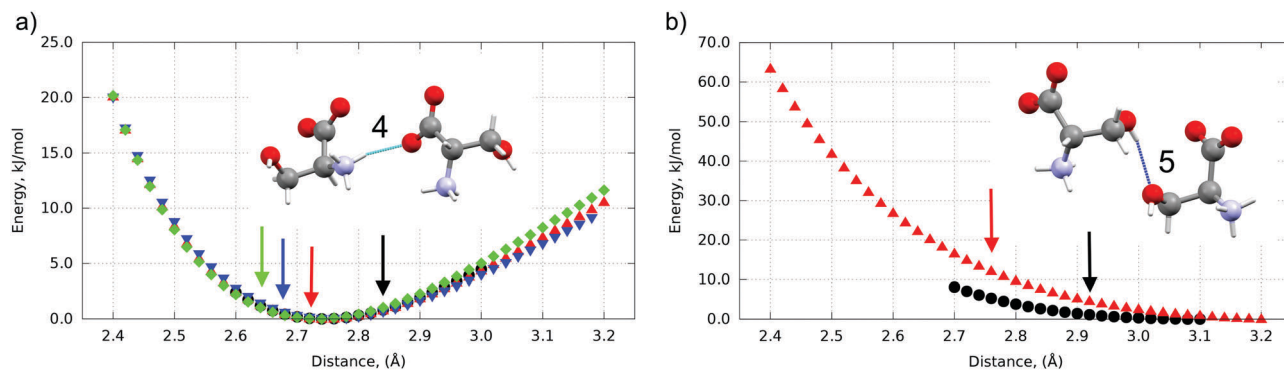 a)
Energy, kJ/mol
25.0
20.0
15.0
10.0
5.0
0.0
2.4 2.5 2.6 2.7 2.8 2.9 3.0 3.1 3.2
Distance, (Å)
4
b)
Energy, kJ/mol
70.0
60.0
50.0
40.0
30.0
20.0
10.0
0.0
2.4 2.5 2.6 2.7 2.8 2.9 3.0 3.1 3.2
Distance, (Å)
5